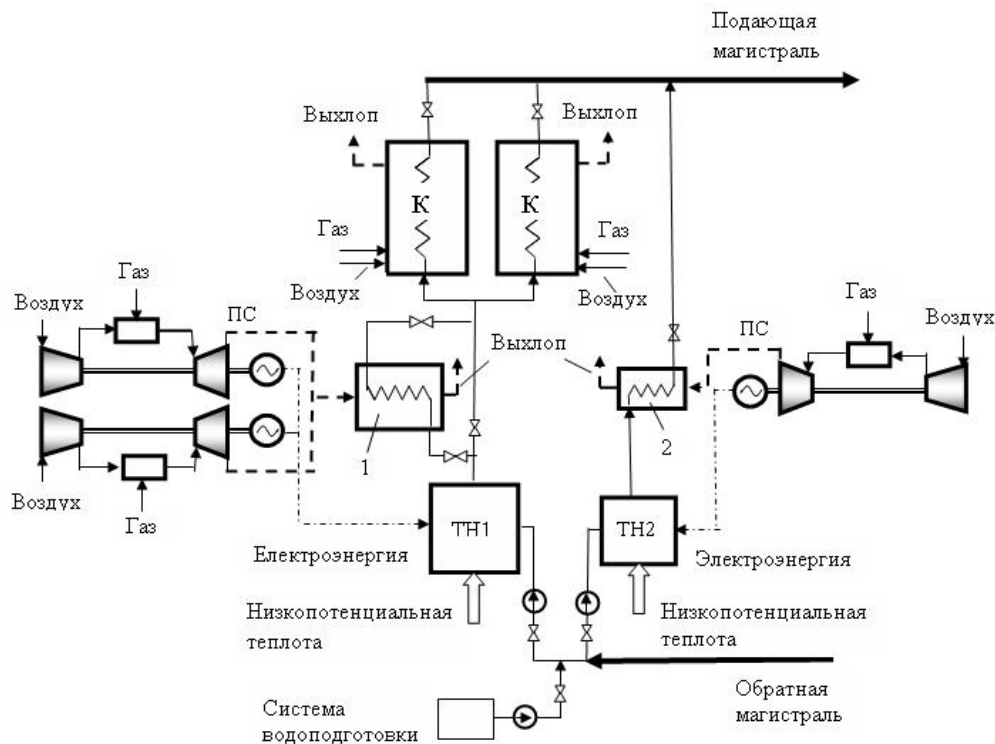 Подающая
магистраль
Выхлоп
Выхлоп
К
К
Газ
Газ
Воздух
Воздух
Газ
Воздух
ПС
Газ
Воздух
ПС
Выхлоп
1
2
Воздух
Газ
ТН1
ТН2
Електроэнергия
Электроэнергия
Низкопотенциальная
теплота
Низкопотенциальная
теплота
Обратная
магистраль
Система
водоподготовки